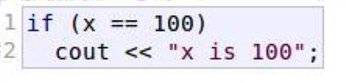 1 if (x == 100)
2   cout << "x is 100";